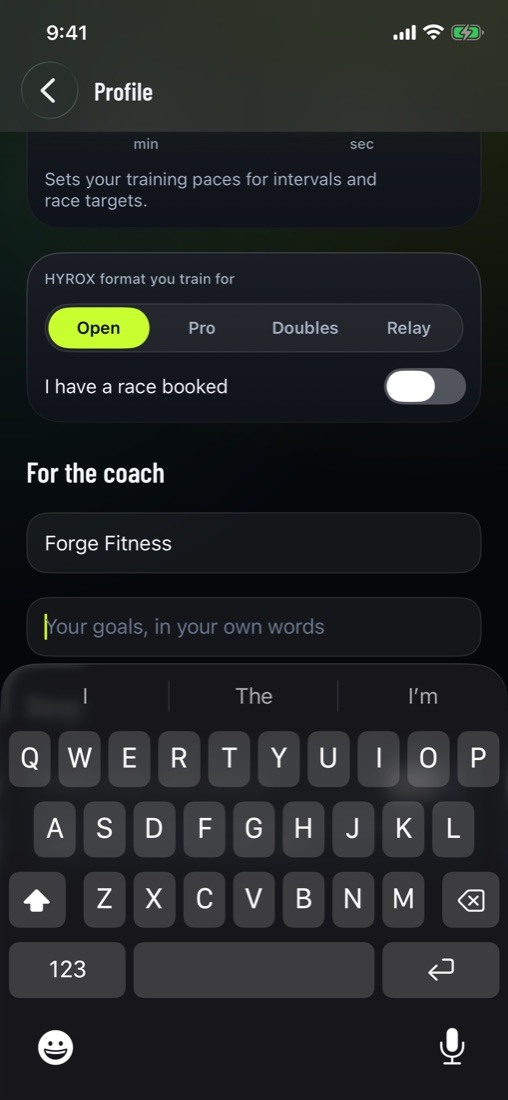 9:41
Profile
min sec
Sets your training paces for intervals and
race targets.
HYROX format you train for
Open Pro Doubles Relay
I have a race booked
For the coach
Forge Fitness
Your goals, in your own words
I The I'm
Q W E R T Y U I O P
A S D F G H J K L
Z X C V B N M
123